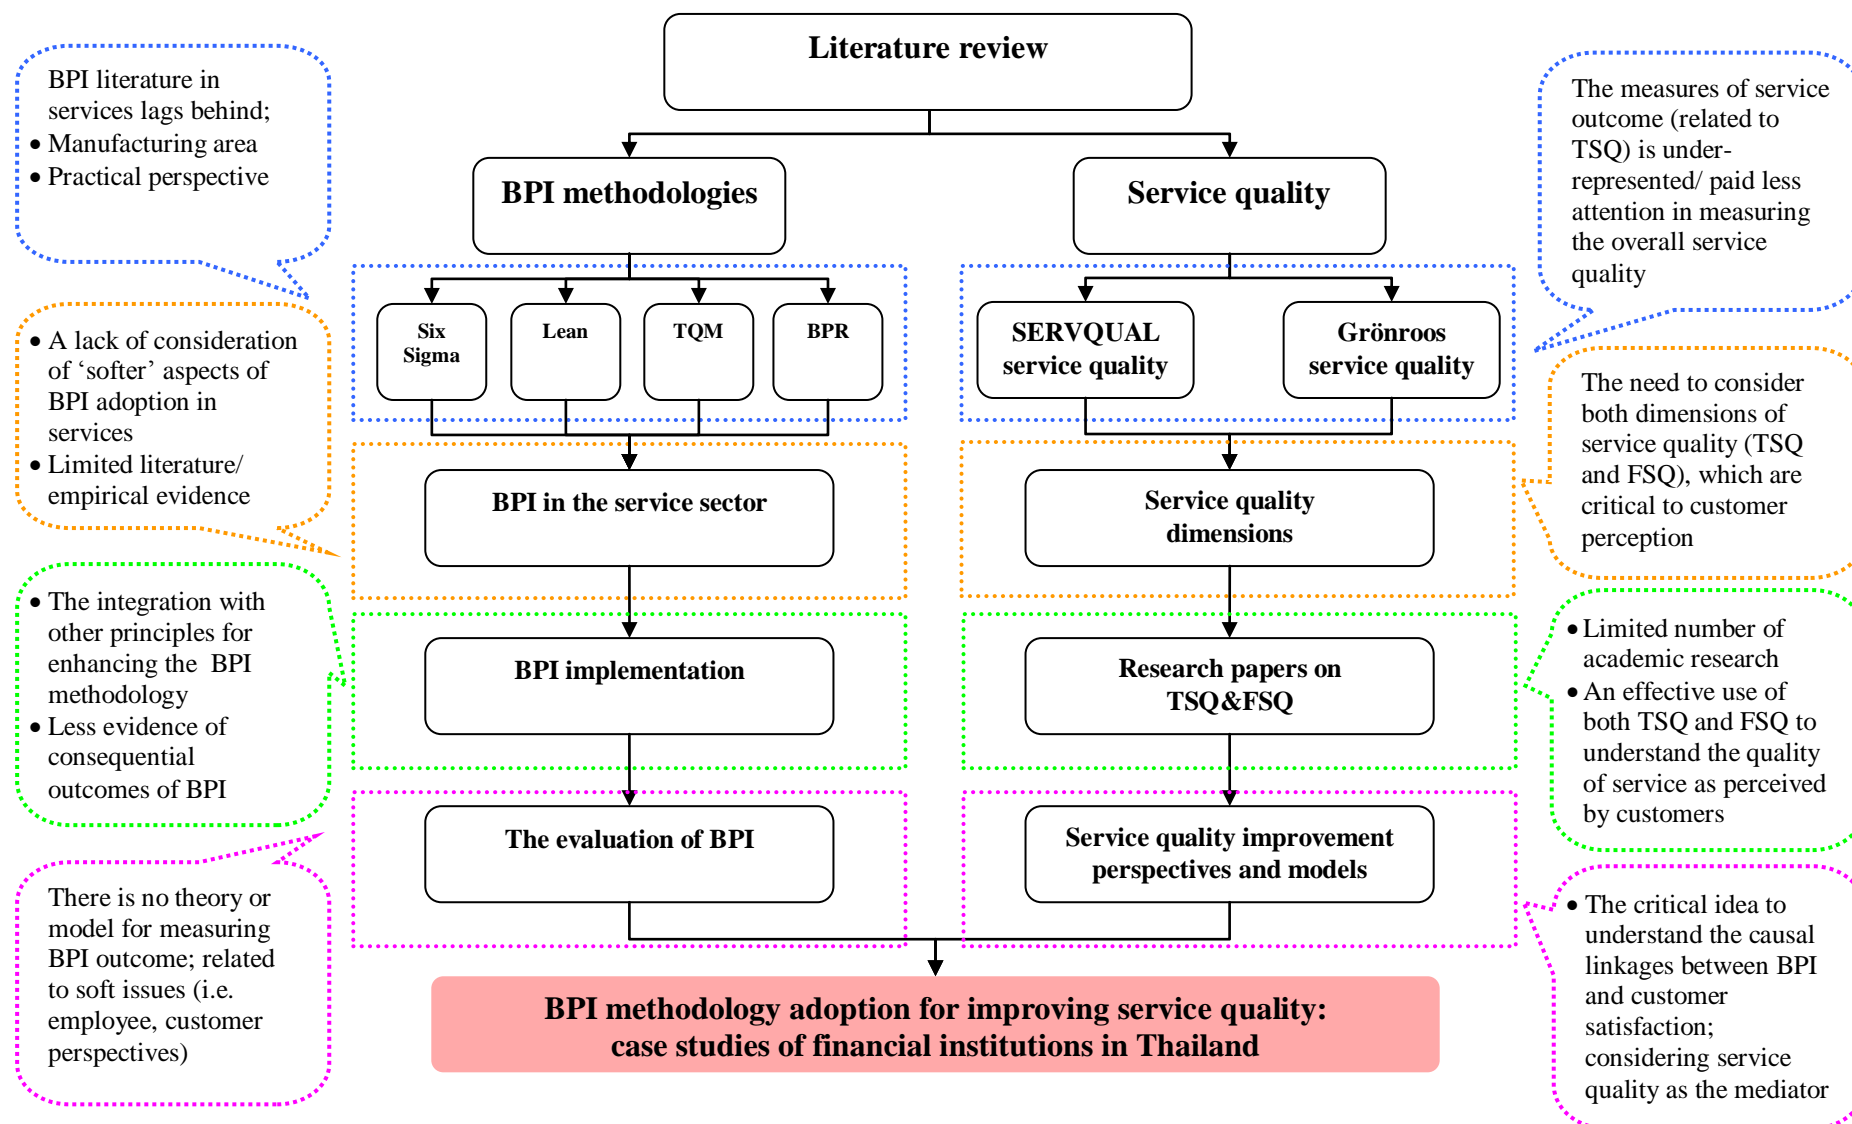 Literature review
BPI literature in
services lags behind;
• Manufacturing area
• Practical perspective
The measures of service
outcome (related to
TSQ) is under-
represented/ paid less
attention in measuring
the overall service
quality
BPI methodologies
Service quality
Six
Sigma
Lean
TQM
BPR
SERVQUAL
service quality
Grönroos
service quality
• A lack of consideration
of ‘softer’ aspects of
BPI adoption in
services
• Limited literature/
empirical evidence
The need to consider
both dimensions of
service quality (TSQ
and FSQ), which are
critical to customer
perception
BPI in the service sector
Service quality
dimensions
• The integration with
other principles for
enhancing the BPI
methodology
• Less evidence of
consequential
outcomes of BPI
• Limited number of
academic research
• An effective use of
both TSQ and FSQ to
understand the quality
of service as perceived
by customers
BPI implementation
Research papers on
TSQ&FSQ
The evaluation of BPI
Service quality improvement
perspectives and models
There is no theory or
model for measuring
BPI outcome; related
to soft issues (i.e.
employee, customer
perspectives)
• The critical idea to
understand the causal
linkages between BPI
and customer
satisfaction;
considering service
quality as the mediator
BPI methodology adoption for improving service quality:
case studies of financial institutions in Thailand